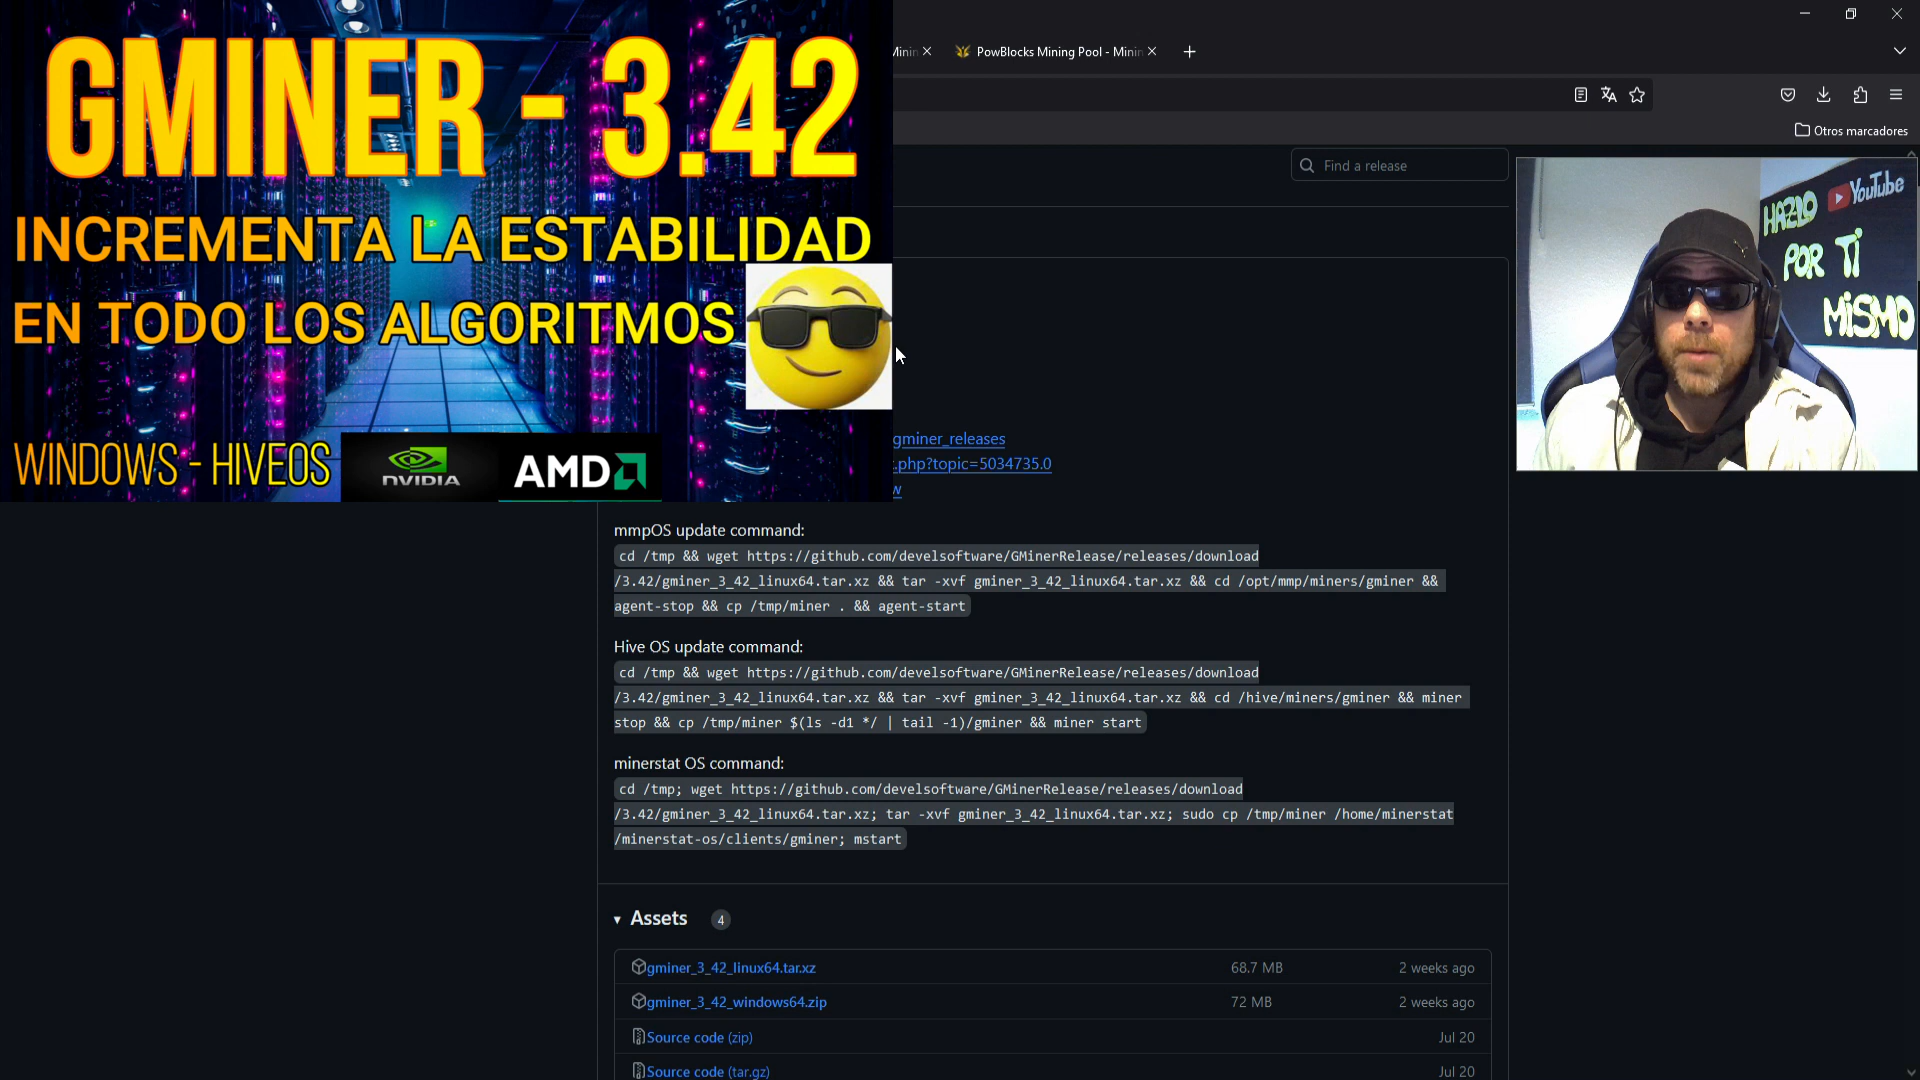 GMINER - 3.42
INCREMENTA LA ESTABILIDAD
EN TODO LOS ALGORITMOS
WINDOWS - HIVEOS
NVIDIA
AMD
PowBlocks Mining Pool - Minin
Otros marcadores
Find a release
YouTube
HAZLO
POR Ti
MiSMO
gminer_releases
.php?topic=5034735.0
w
mmpOS update command:
cd /tmp && wget https://github.com/develsoftware/GMinerRelease/releases/download
/3.42/gminer_3_42_linux64.tar.xz && tar -xvf gminer_3_42_linux64.tar.xz && cd /opt/mmp/miners/gminer &&
agent-stop && cp /tmp/miner . && agent-start
Hive OS update command:
cd /tmp && wget https://github.com/develsoftware/GMinerRelease/releases/download
/3.42/gminer_3_42_linux64.tar.xz && tar -xvf gminer_3_42_linux64.tar.xz && cd /hive/miners/gminer && miner
stop && cp /tmp/miner $(ls -d1 */ | tail -1)/gminer && miner start
minerstat OS command:
cd /tmp; wget https://github.com/develsoftware/GMinerRelease/releases/download
/3.42/gminer_3_42_linux64.tar.xz; tar -xvf gminer_3_42_linux64.tar.xz; sudo cp /tmp/miner /home/minerstat
/minerstat-os/clients/gminer; mstart
Assets 4
gminer_3_42_linux64.tar.xz 68.7 MB 2 weeks ago
gminer_3_42_windows64.zip 72 MB 2 weeks ago
Source code (zip) Jul 20
Source code (tar.gz) Jul 20